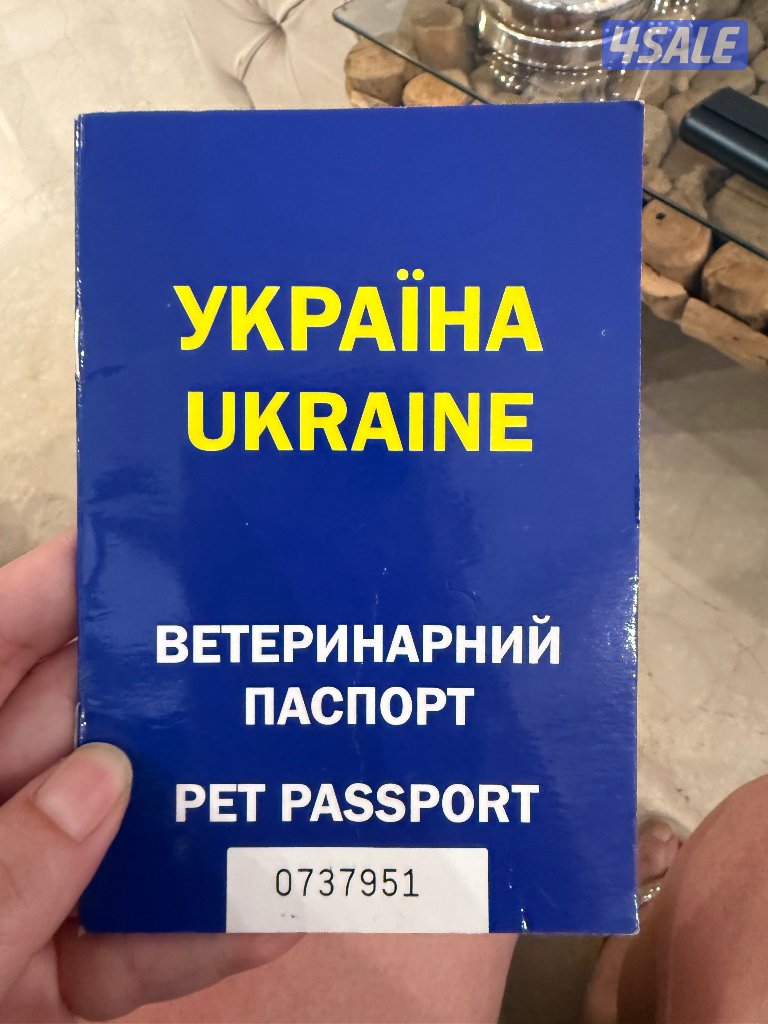 4SALE
УКРАЇНА
UKRAINE
ВЕТЕРИНАРНИЙ
ПАСПОРТ
PET PASSPORT
0737951